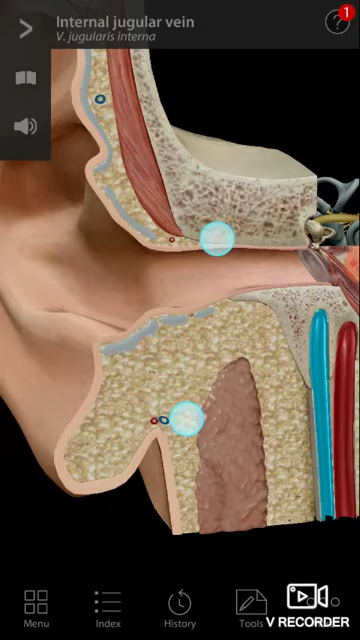 Internal jugular vein
V. jugularis interna
?
1
Menu
Index
History
Tools
V RECORDER